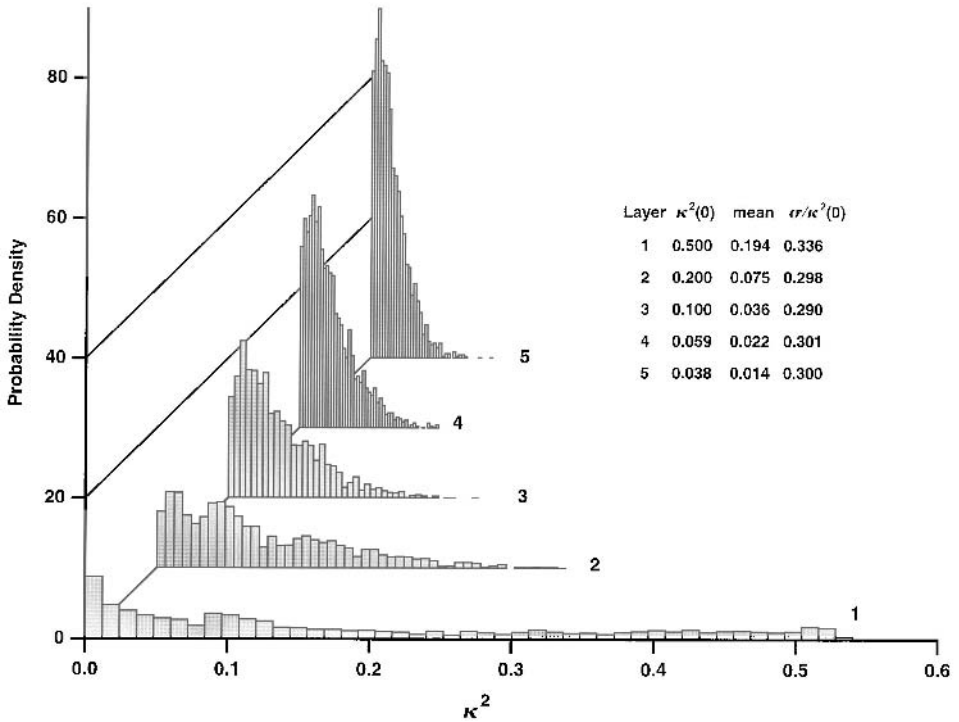 80
60
40
20
0
Probability Density
Layer κ²(0) mean σ/κ²(0)
1 0.500 0.194 0.336
2 0.200 0.075 0.298
3 0.100 0.036 0.290
4 0.059 0.022 0.301
5 0.038 0.014 0.300
5
4
3
2
1
0.0 0.1 0.2 0.3 0.4 0.5 0.6
κ²